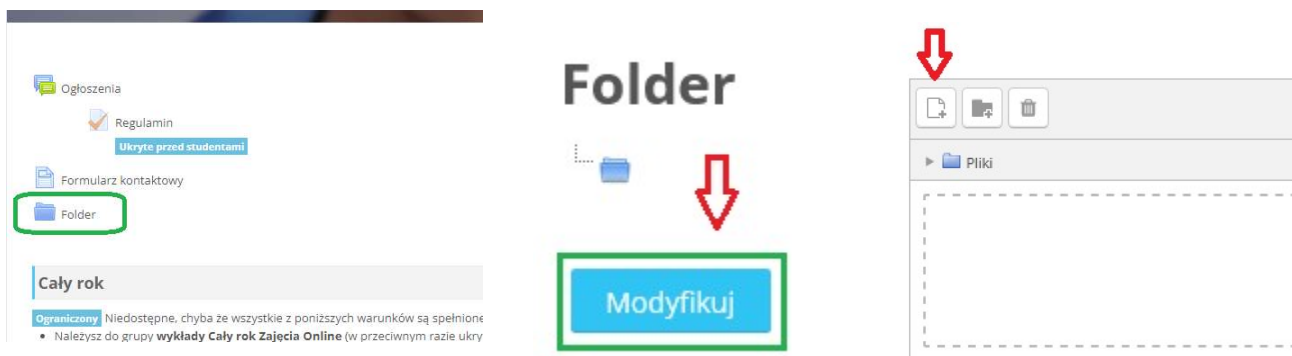 Ogłoszenia
Regulamin
Ukryte przed studentami
Formularz kontaktowy
Folder
Cały rok
Ograniczony Niedostępne, chyba że wszystkie z poniższych warunków są spełnione
• Należysz do grupy wykłady Cały rok Zajęcia Online (w przeciwnym razie ukry
Folder
Modyfikuj
Pliki